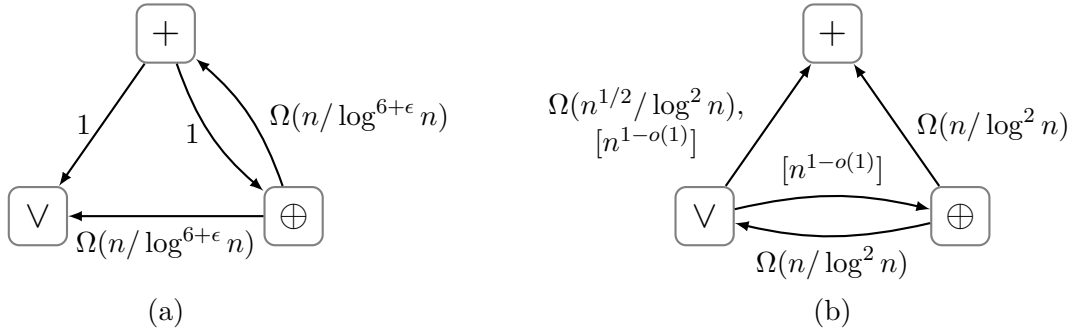 +
1
1
Ω(n/ log^{6+ϵ} n)
∨
⊕
Ω(n/ log^{6+ϵ} n)
(a)
+
Ω(n^{1/2}/ log^2 n),
[n^{1−o(1)}]
Ω(n/ log^2 n)
[n^{1−o(1)}]
∨
⊕
Ω(n/ log^2 n)
(b)